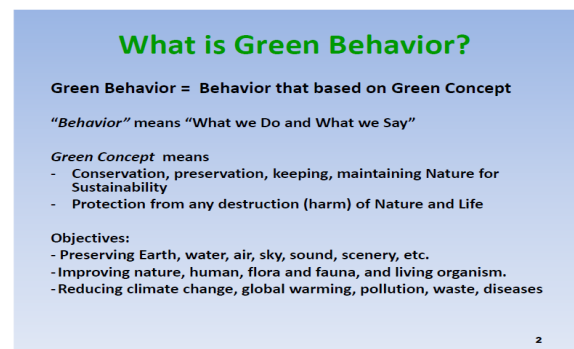 What is Green Behavior?
Green Behavior = Behavior that based on Green Concept
“Behavior” means “What we Do and What we Say”
Green Concept means
- Conservation, preservation, keeping, maintaining Nature for
Sustainability
- Protection from any destruction (harm) of Nature and Life
Objectives:
- Preserving Earth, water, air, sky, sound, scenery, etc.
- Improving nature, human, flora and fauna, and living organism.
- Reducing climate change, global warming, pollution, waste, diseases
2